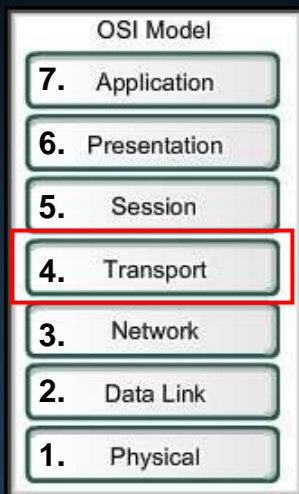 OSI Model
7. Application
6. Presentation
5. Session
4. Transport
3. Network
2. Data Link
1. Physical